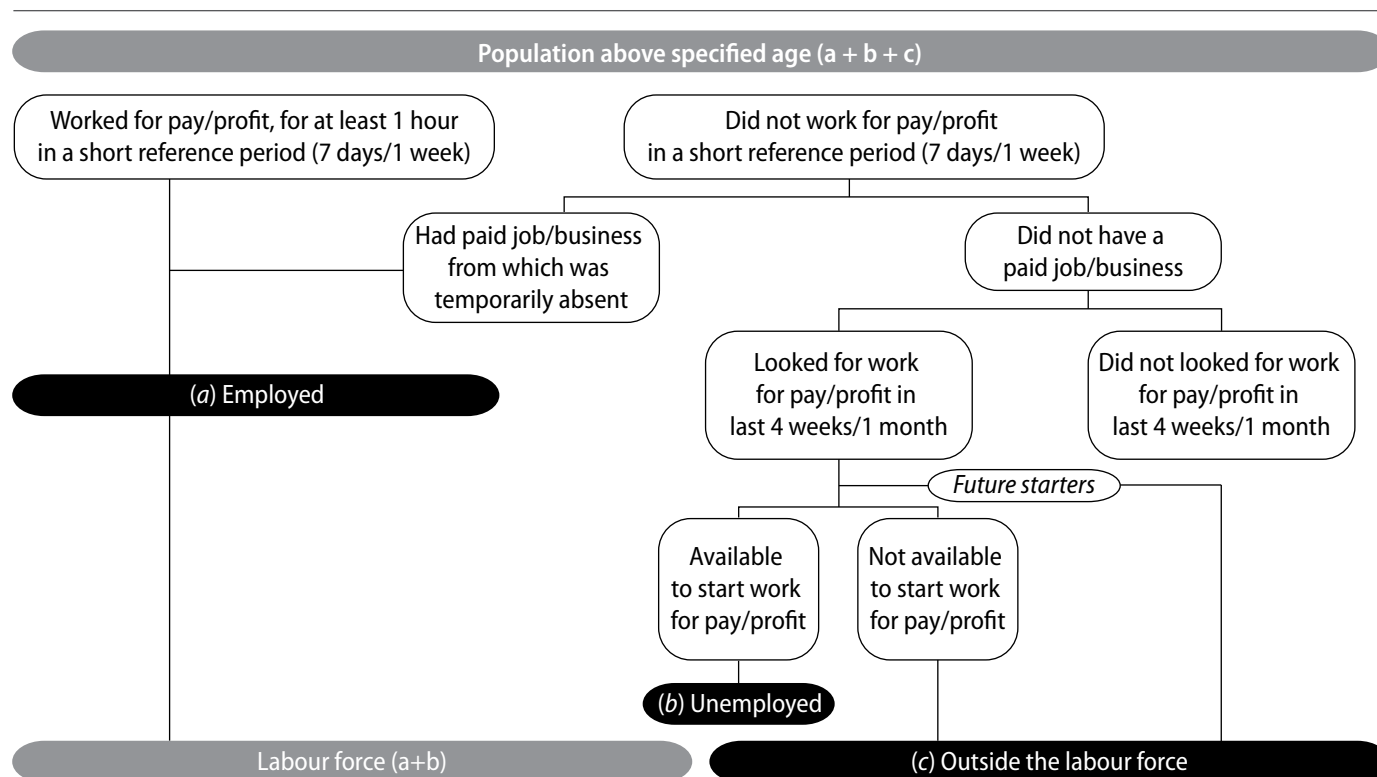 Population above specified age (a + b + c)
Worked for pay/profit, for at least 1 hour
in a short reference period (7 days/1 week)
Did not work for pay/profit
in a short reference period (7 days/1 week)
Had paid job/business
from which was
temporarily absent
Did not have a
paid job/business
(a) Employed
Looked for work
for pay/profit in
last 4 weeks/1 month
Did not looked for work
for pay/profit in
last 4 weeks/1 month
Future starters
Available
to start work
for pay/profit
Not available
to start work
for pay/profit
(b) Unemployed
Labour force (a+b)
(c) Outside the labour force